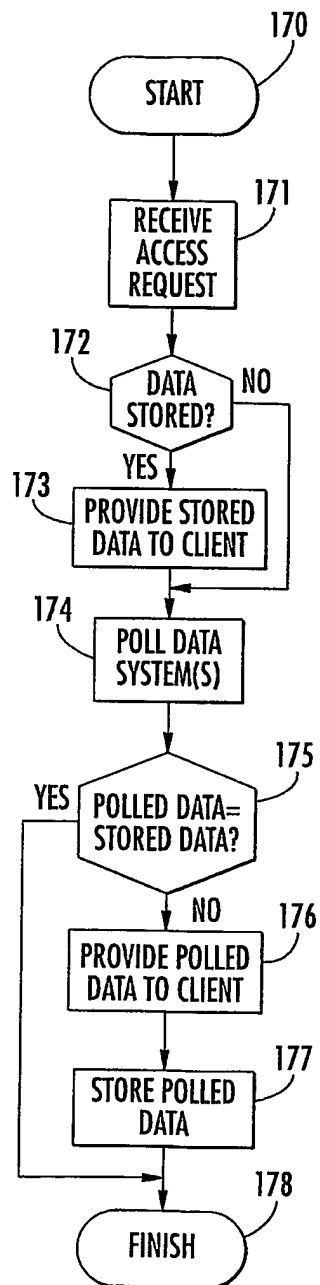 170
START
171
RECEIVE
ACCESS
REQUEST
172
DATA
STORED?
NO
YES
173
PROVIDE STORED
DATA TO CLIENT
174
POLL DATA
SYSTEM(S)
175
YES
POLLED DATA=
STORED DATA?
NO
176
PROVIDE POLLED
DATA TO CLIENT
177
STORE POLLED
DATA
178
FINISH